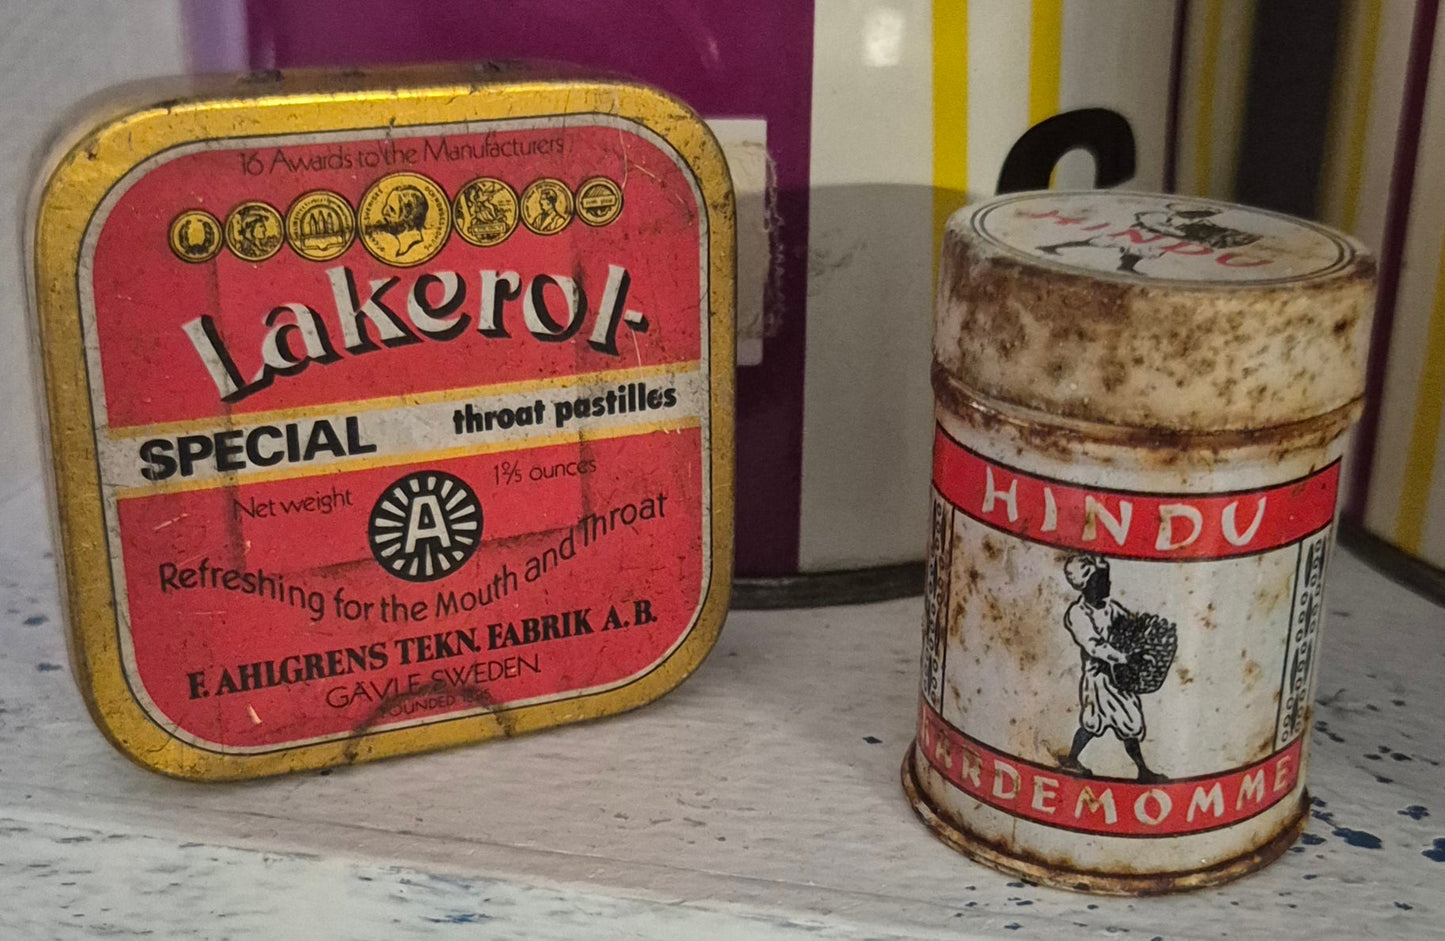 16 Awards to the Manufacturers
Lakerol
SPECIAL throat pastilles
Net weight
1⅗ ounces
A
Refreshing for the Mouth and Throat
F. AHLGRENS TEKN. FABRIK A.B.
GÄVLE SWEDEN
FOUNDED
HINDU
HINDU
KARDEMOMME